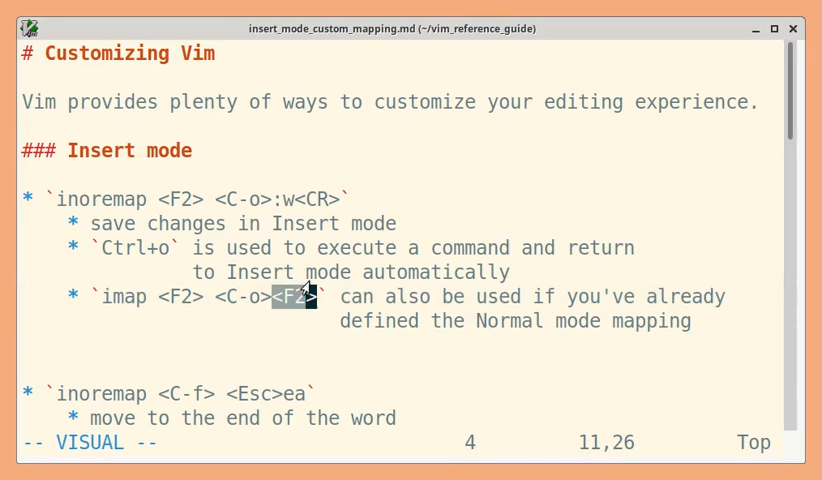 insert_mode_custom_mapping.md (~/vim_reference_guide)
# Customizing Vim
Vim provides plenty of ways to customize your editing experience.
### Insert mode
* `inoremap <F2> <C-o>:w<CR>`
* save changes in Insert mode
* `Ctrl+o` is used to execute a command and return
to Insert mode automatically
* `imap <F2> <C-o><F2>` can also be used if you've already
defined the Normal mode mapping
* `inoremap <C-f> <Esc>ea`
* move to the end of the word
-- VISUAL -- 4 11,26 Top